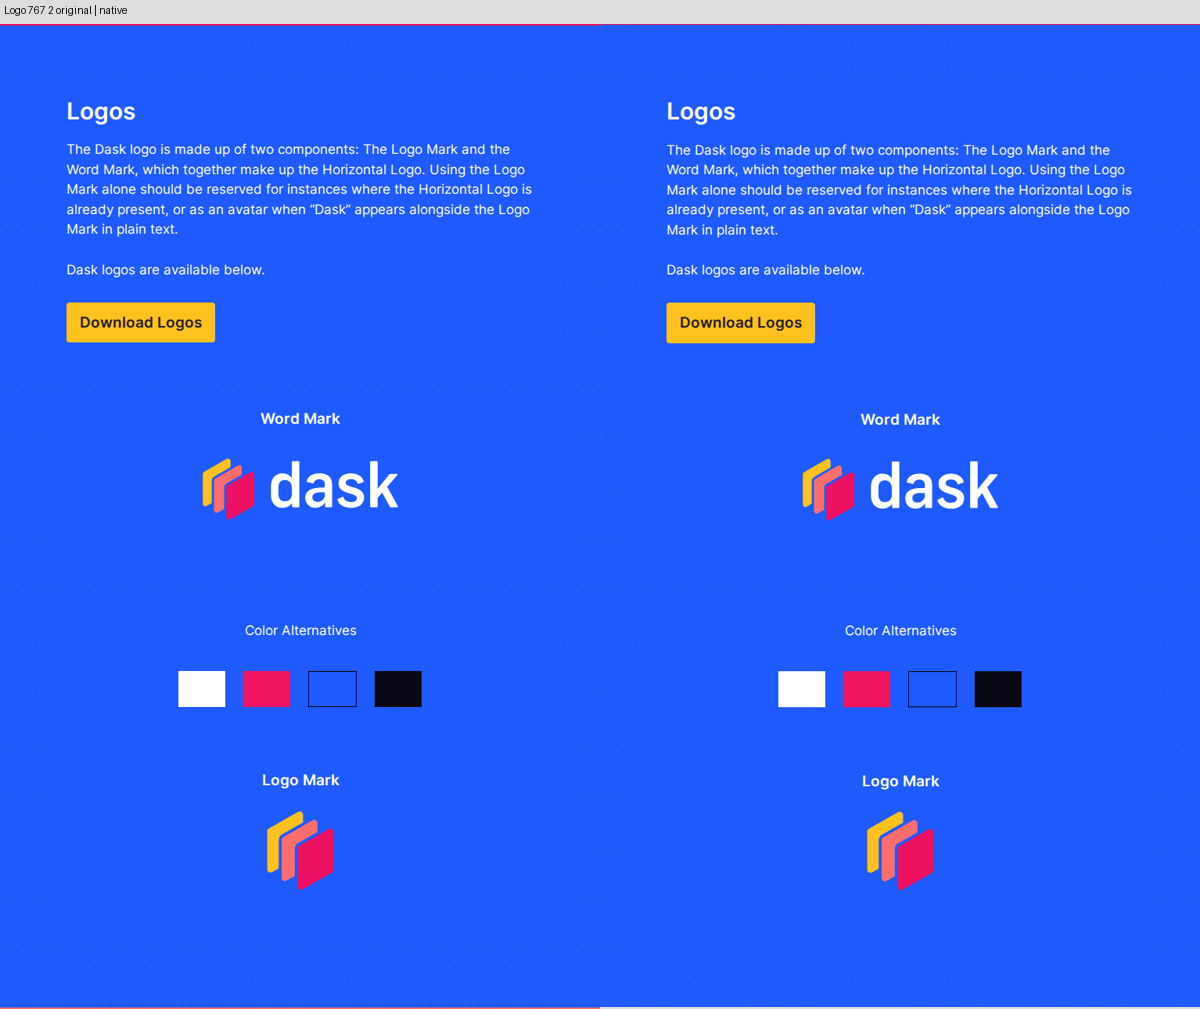 Logo 767 2 original | native
Logos
The Dask logo is made up of two components: The Logo Mark and the
Word Mark, which together make up the Horizontal Logo. Using the Logo
Mark alone should be reserved for instances where the Horizontal Logo is
already present, or as an avatar when “Dask” appears alongside the Logo
Mark in plain text.
Dask logos are available below.
Download Logos
Word Mark
dask
Color Alternatives
Logo Mark
Logos
The Dask logo is made up of two components: The Logo Mark and the
Word Mark, which together make up the Horizontal Logo. Using the Logo
Mark alone should be reserved for instances where the Horizontal Logo is
already present, or as an avatar when “Dask” appears alongside the Logo
Mark in plain text.
Dask logos are available below.
Download Logos
Word Mark
dask
Color Alternatives
Logo Mark